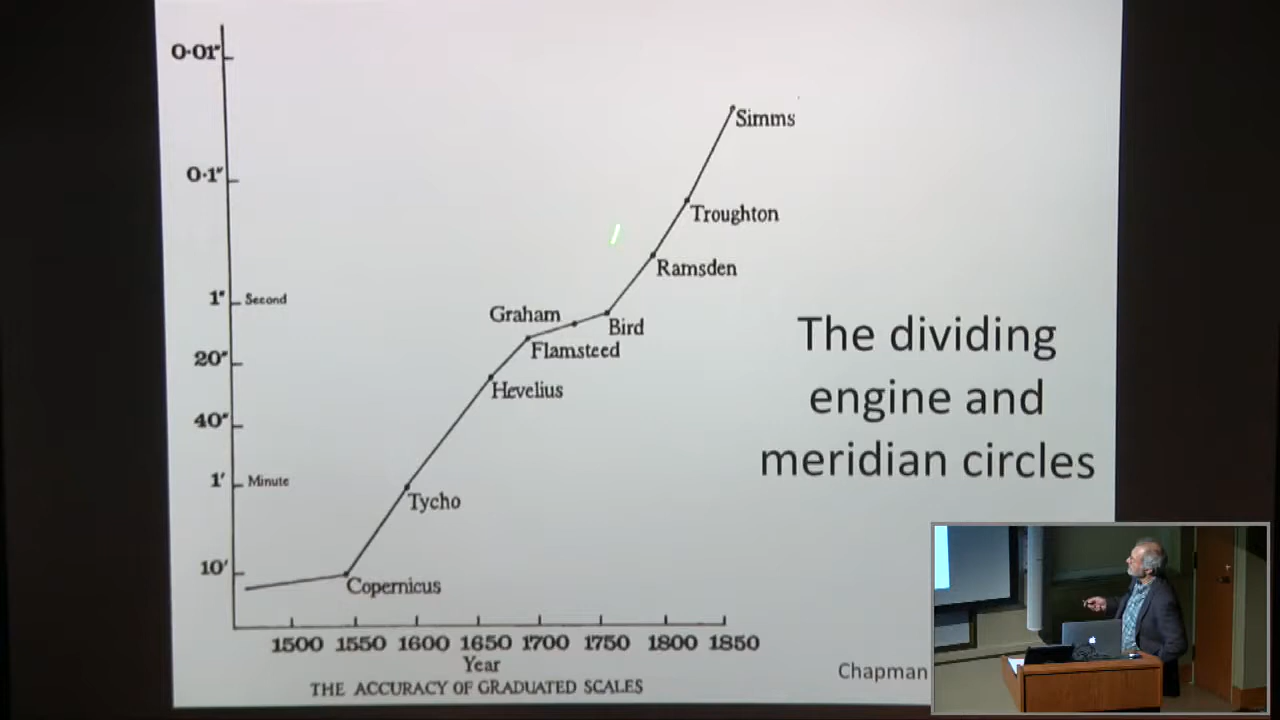 0·01"
0·1"
1" Second
20"
40"
1' Minute
10'
Simms
Troughton
Ramsden
Graham
Bird
Flamsteed
Hevelius
Tycho
Copernicus
1500 1550 1600 1650 1700 1750 1800 1850
Year
THE ACCURACY OF GRADUATED SCALES
The dividing
engine and
meridian circles
Chapman